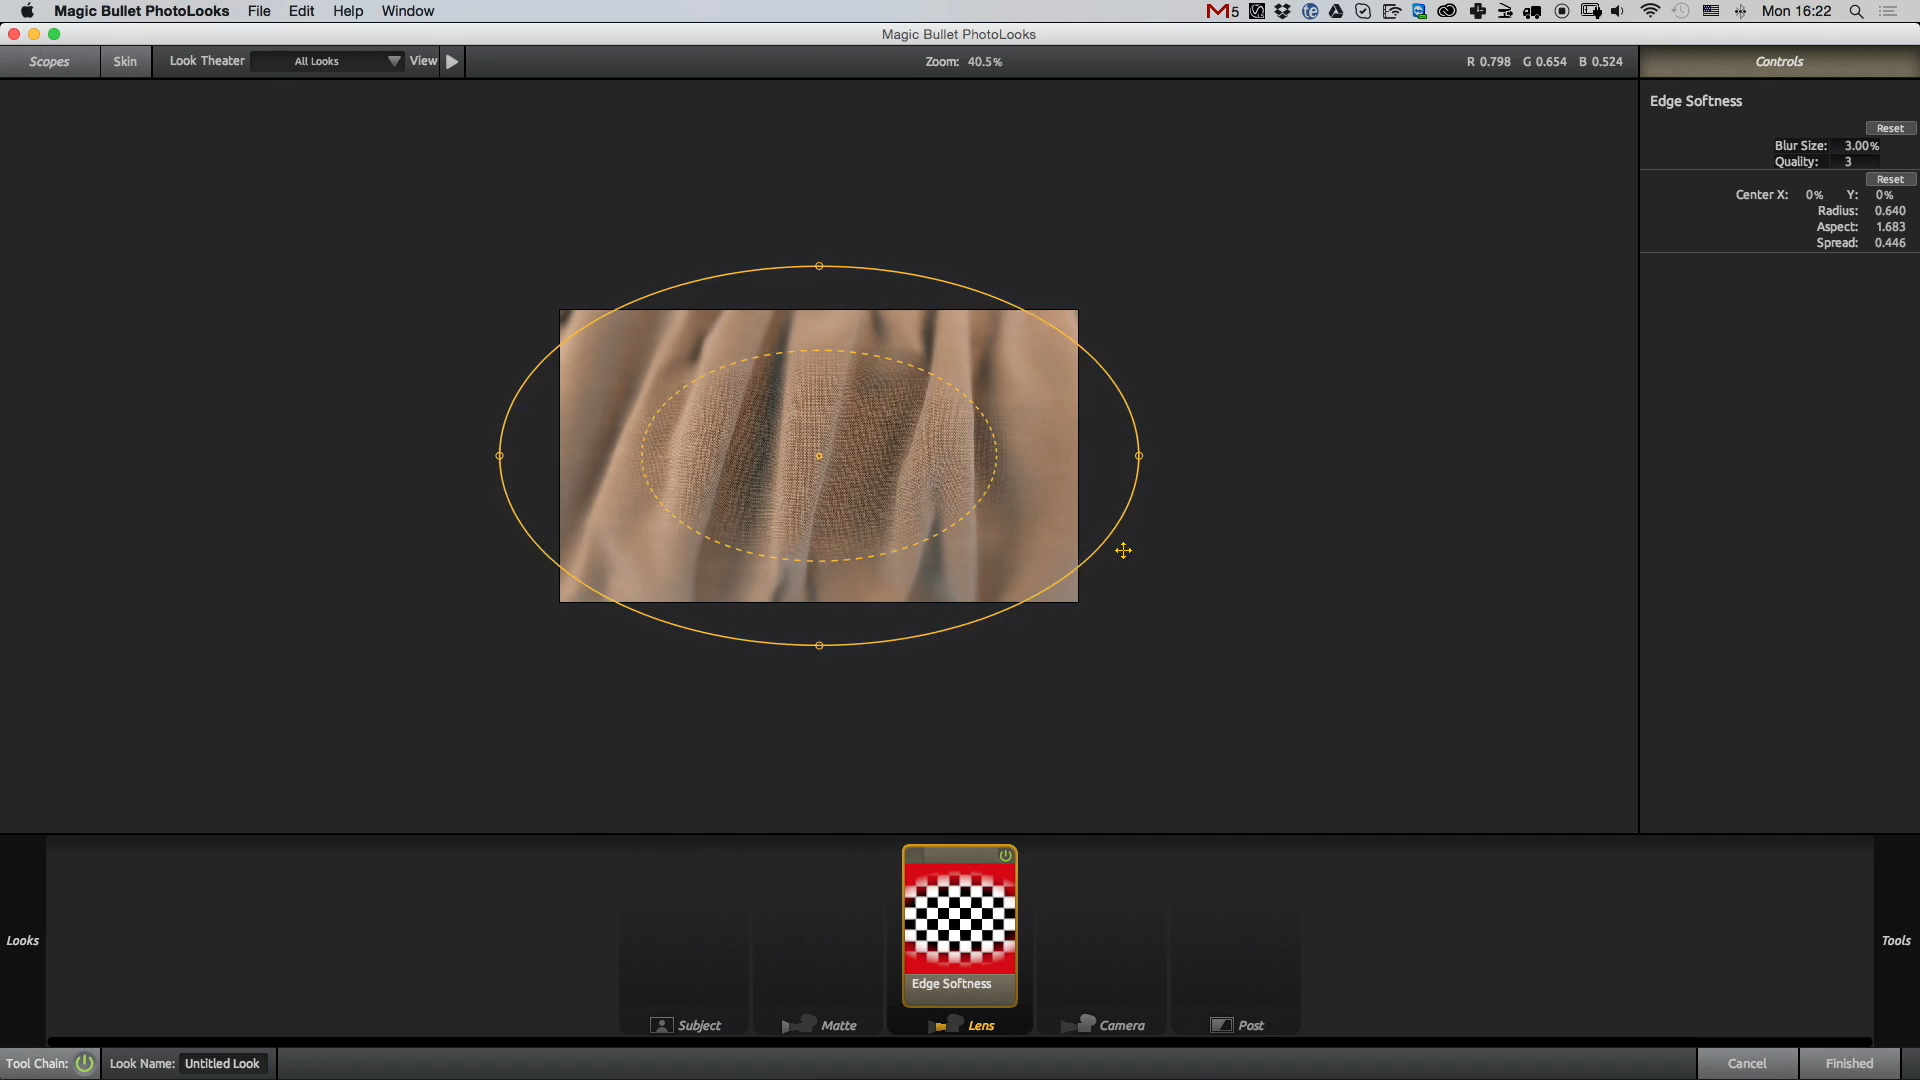 Magic Bullet PhotoLooks File Edit Help Window 5 Mon 16:22
Magic Bullet PhotoLooks
Scopes Skin Look Theater All Looks View Zoom: 40.5% R 0.798 G 0.654 B 0.524 Controls
Edge Softness
Reset
Blur Size: 3.00%
Quality: 3
Reset
Center X: 0% Y: 0%
Radius: 0.640
Aspect: 1.683
Spread: 0.446
Looks
Tools
Edge Softness
Subject Matte Lens Camera Post
Tool Chain: Look Name: Untitled Look Cancel Finished